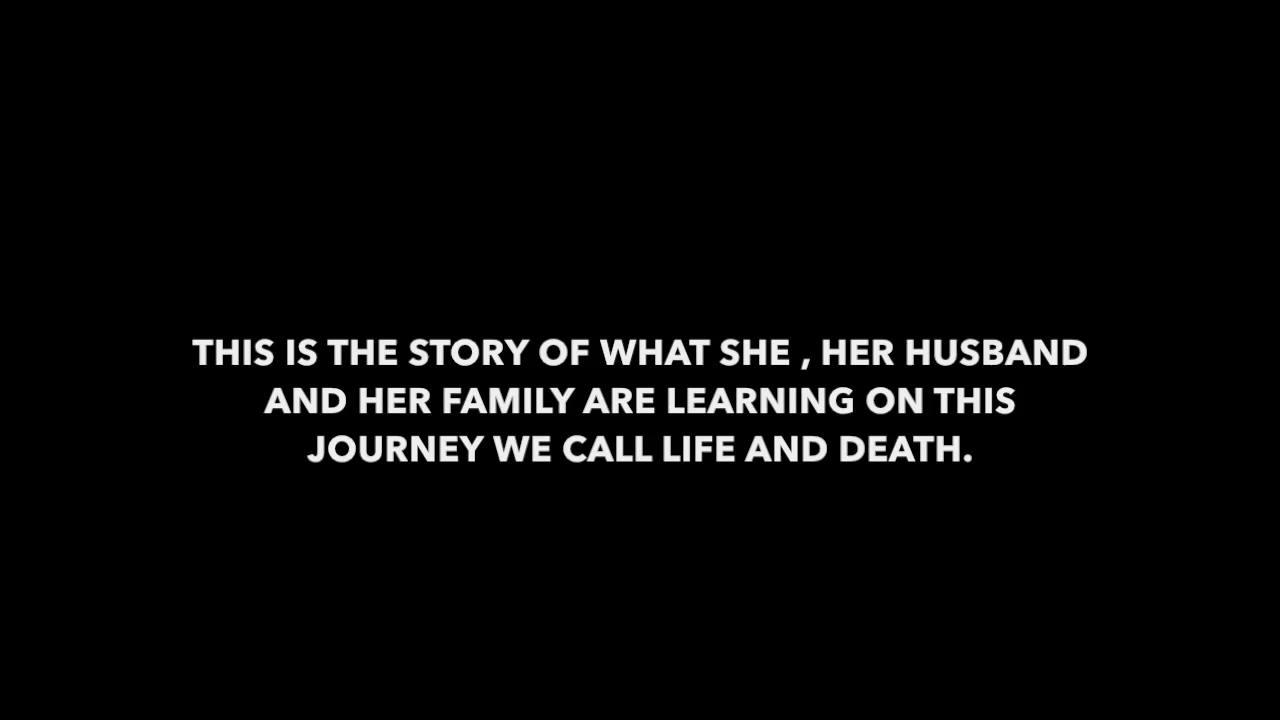 THIS IS THE STORY OF WHAT SHE , HER HUSBAND
AND HER FAMILY ARE LEARNING ON THIS
JOURNEY WE CALL LIFE AND DEATH.